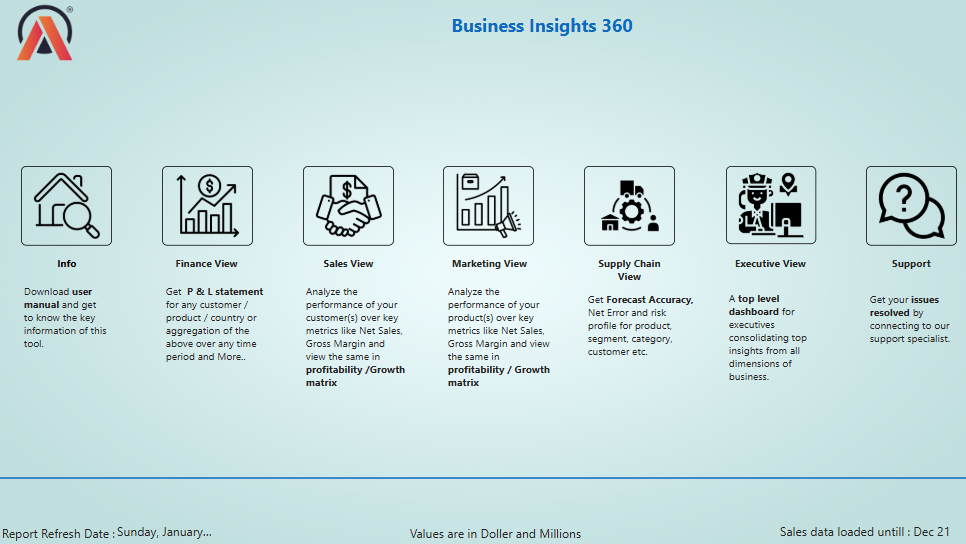 ®
Business Insights 360
$
$
?
Info
Download user
manual and get
to know the key
information of this
tool.
Finance View
Get P & L statement
for any customer /
product / country or
aggregation of the
above over any time
period and More..
Sales View
Analyze the
performance of your
customer(s) over key
metrics like Net Sales,
Gross Margin and
view the same in
profitability /Growth
matrix
Marketing View
Analyze the
performance of your
product(s) over key
metrics like Net Sales,
Gross Margin and view
the same in
profitability / Growth
matrix
Supply Chain
View
Get Forecast Accuracy,
Net Error and risk
profile for product,
segment, category,
customer etc.
Executive View
A top level
dashboard for
executives
consolidating top
insights from all
dimensions of
business.
Support
Get your issues
resolved by
connecting to our
support specialist.
Report Refresh Date : Sunday, January...
Values are in Doller and Millions
Sales data loaded untill : Dec 21